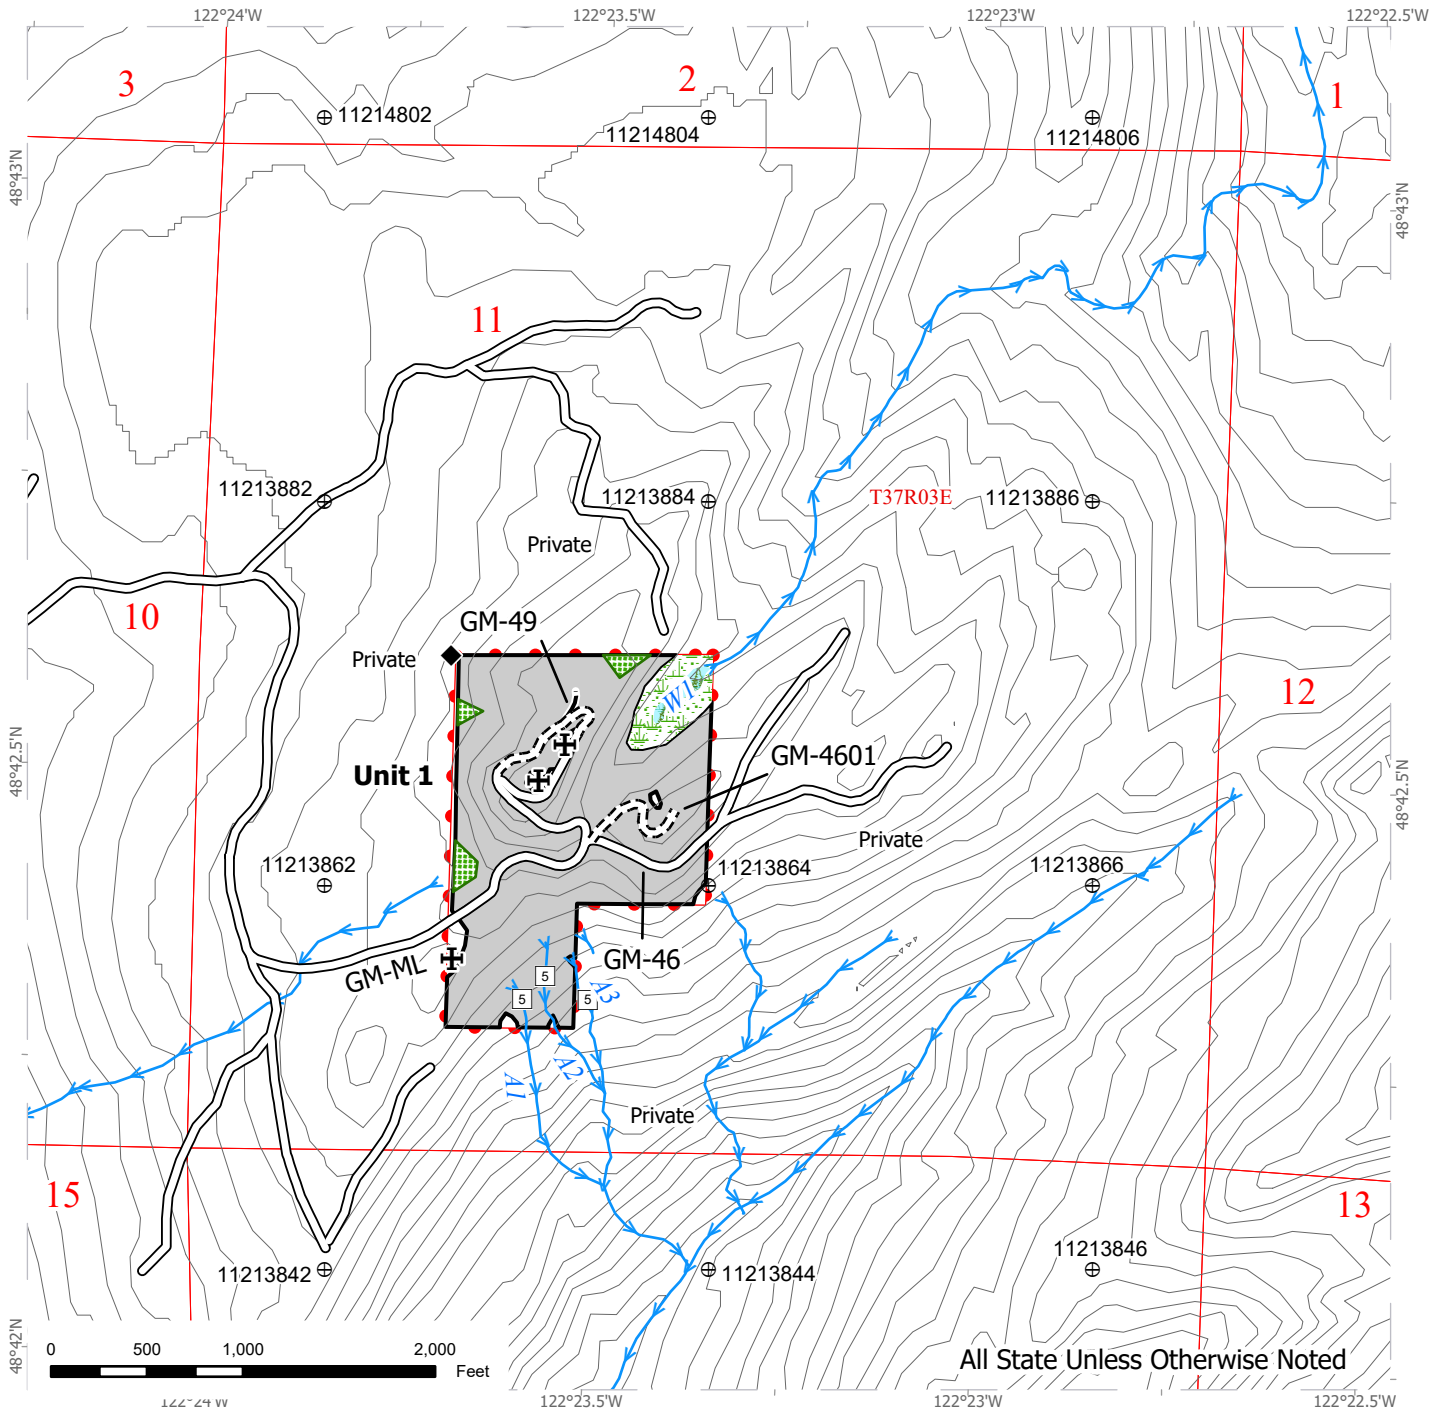 122°24'W
122°23.5'W
122°23'W
122°22.5'W
3
2
1
11214802
11214804
11214806
48°43'N
48°43'N
11
11213882
11213884
T37R03E
11213886
Private
10
GM-49
Private
12
W1
GM-4601
Unit 1
48°42.5'N
48°42.5'N
Private
11213862
11213864
11213866
GM-46
GM-ML
5
5
5
A3
A2
A1
Private
15
13
11213842
11213844
11213846
48°42'N
0
500
1,000
2,000
Feet
All State Unless Otherwise Noted
122°24'W
122°23.5'W
122°23'W
122°22.5'W